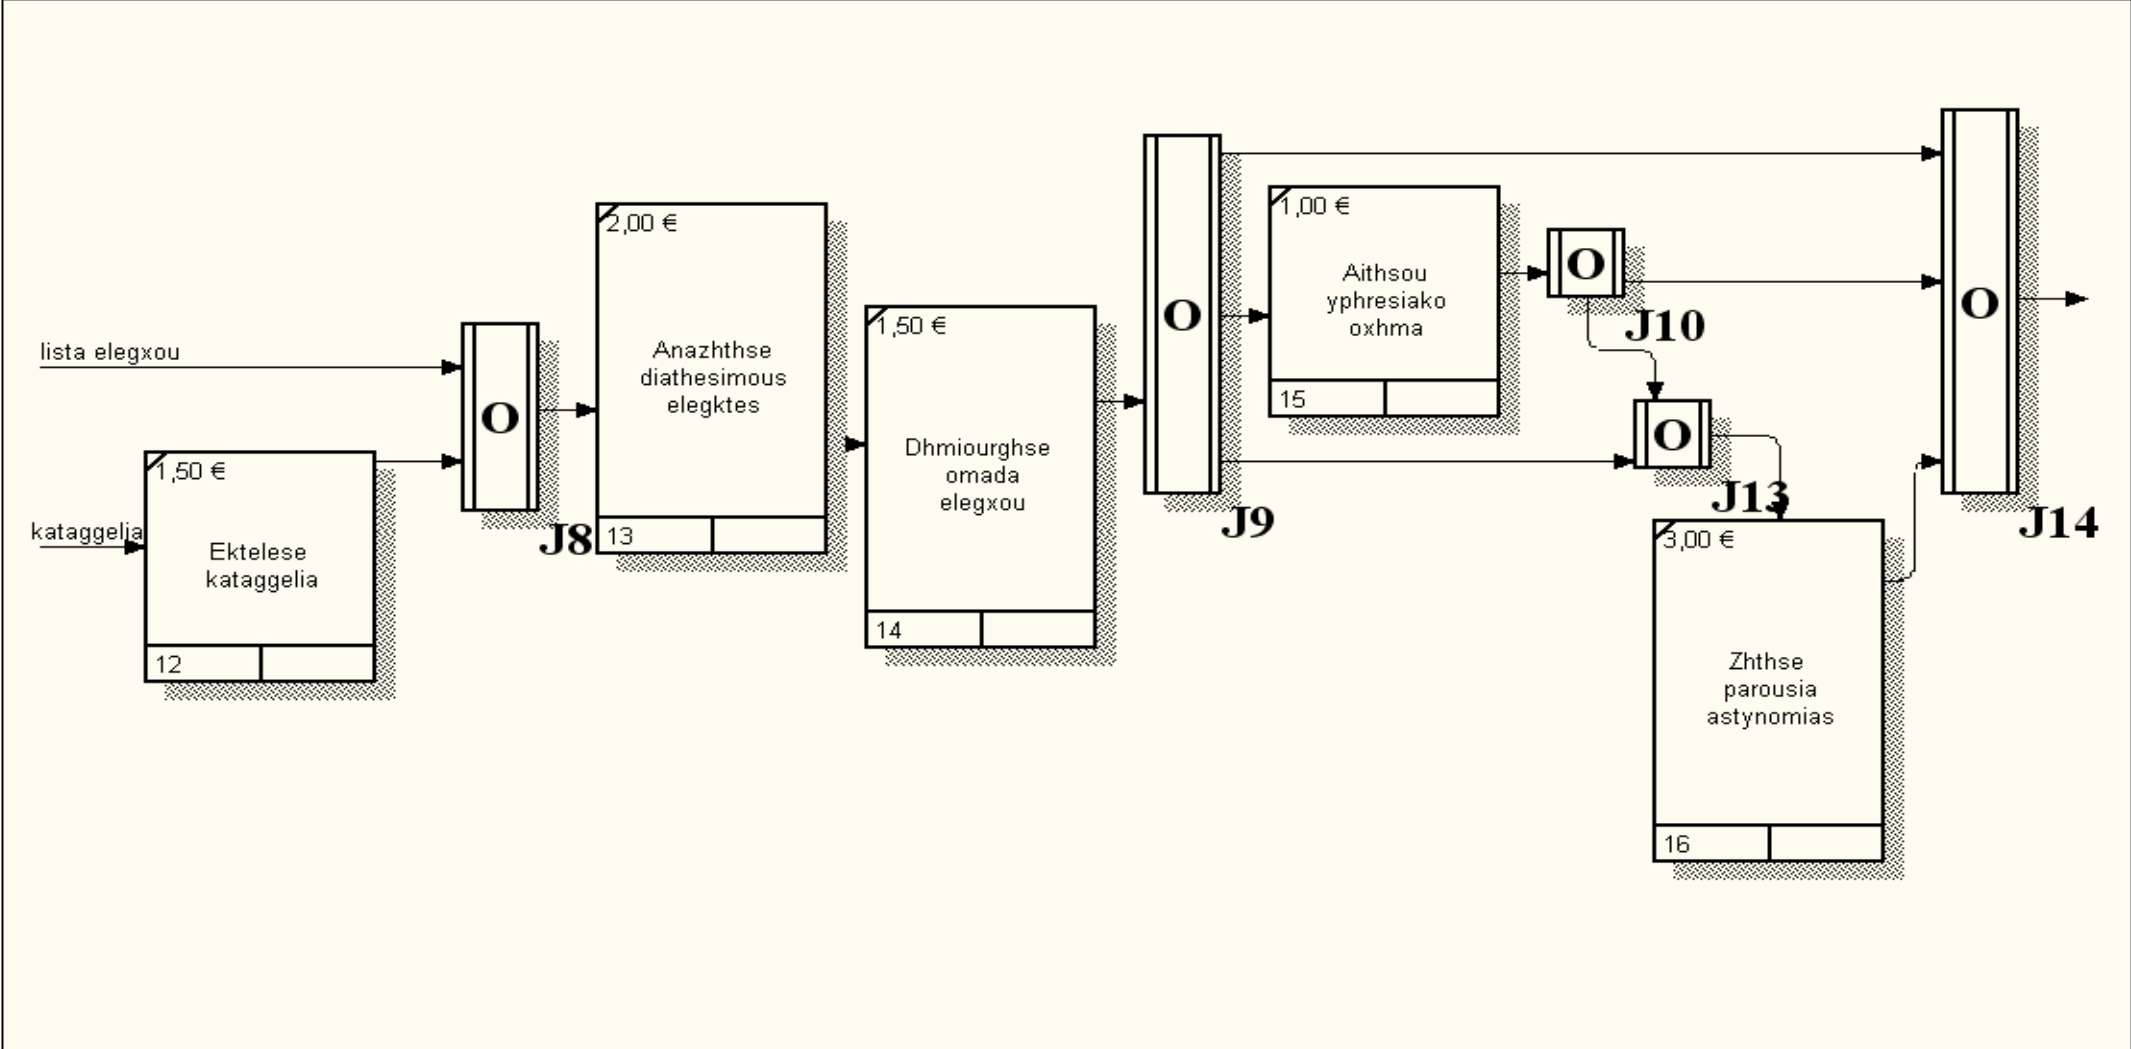 lista elegxou
kataggelia
1,50 €
Ektelese
kataggelia
12
O
J8
2,00 €
Anazhthse
diathesimous
elegktes
13
1,50 €
Dhmiourghse
omada
elegxou
14
O
J9
1,00 €
Aithsou
yphresiako
oxhma
15
O
J10
O
J13
3,00 €
Zhthse
parousia
astynomias
16
O
J14